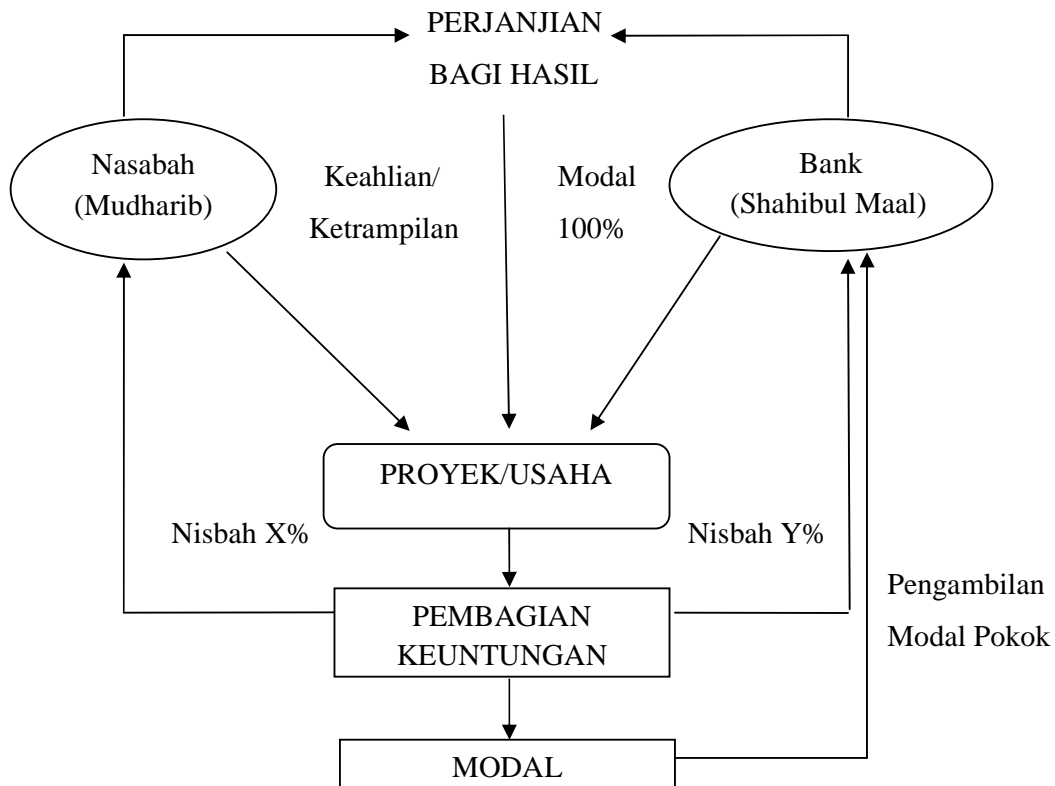 PERJANJIAN
BAGI HASIL
Nasabah
(Mudharib)
Keahlian/
Ketrampilan
Modal
100%
Bank
(Shahibul Maal)
PROYEK/USAHA
Nisbah X%
Nisbah Y%
PEMBAGIAN
KEUNTUNGAN
Pengambilan
Modal Pokok
MODAL